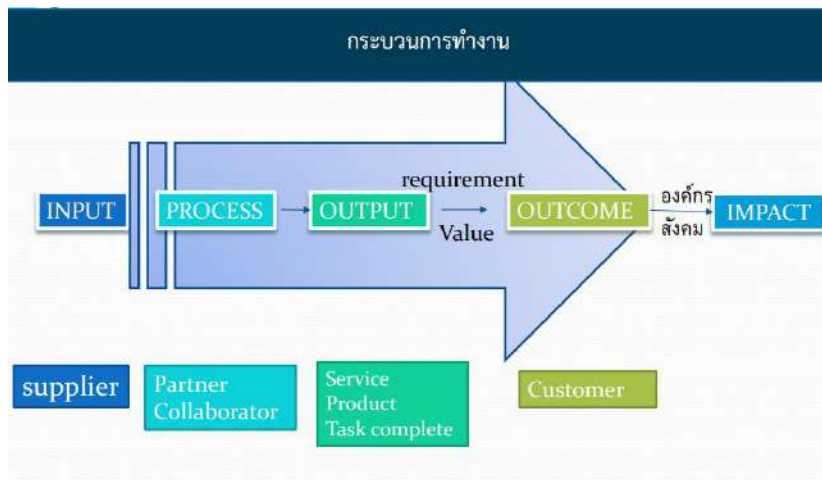 กระบวนการทำงาน
requirement
INPUT
PROCESS
OUTPUT
Value
OUTCOME
องค์กร
สังคม
IMPACT
supplier
Partner
Collaborator
Service
Product
Task complete
Customer